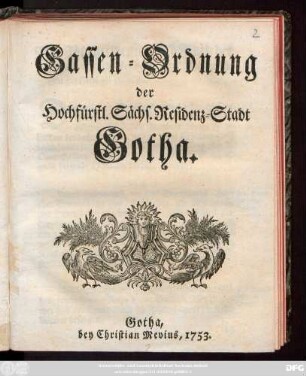 2
Gassen-Ordnung
der
Hochfürstl. Sächs. Residenz-Stadt
Gotha.
Gotha,
bey Christian Mevius, 1753.